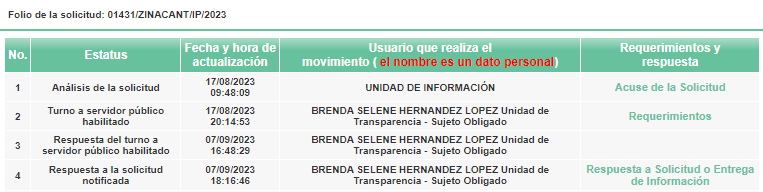 Folio de la solicitud: 01431/ZINACANT/IP/2023
No. Estatus Fecha y hora de actualización Usuario que realiza el movimiento ( el nombre es un dato personal) Requerimientos y respuesta
1 Análisis de la solicitud 17/08/2023 09:48:09 UNIDAD DE INFORMACIÓN Acuse de la Solicitud
2 Turno a servidor público habilitado 17/08/2023 20:14:53 BRENDA SELENE HERNANDEZ LOPEZ Unidad de Transparencia - Sujeto Obligado Requerimientos
3 Respuesta del turno a servidor público habilitado 07/09/2023 16:48:29 BRENDA SELENE HERNANDEZ LOPEZ Unidad de Transparencia - Sujeto Obligado
4 Respuesta a la solicitud notificada 07/09/2023 18:16:46 BRENDA SELENE HERNANDEZ LOPEZ Unidad de Transparencia - Sujeto Obligado Respuesta a Solicitud o Entrega de Información